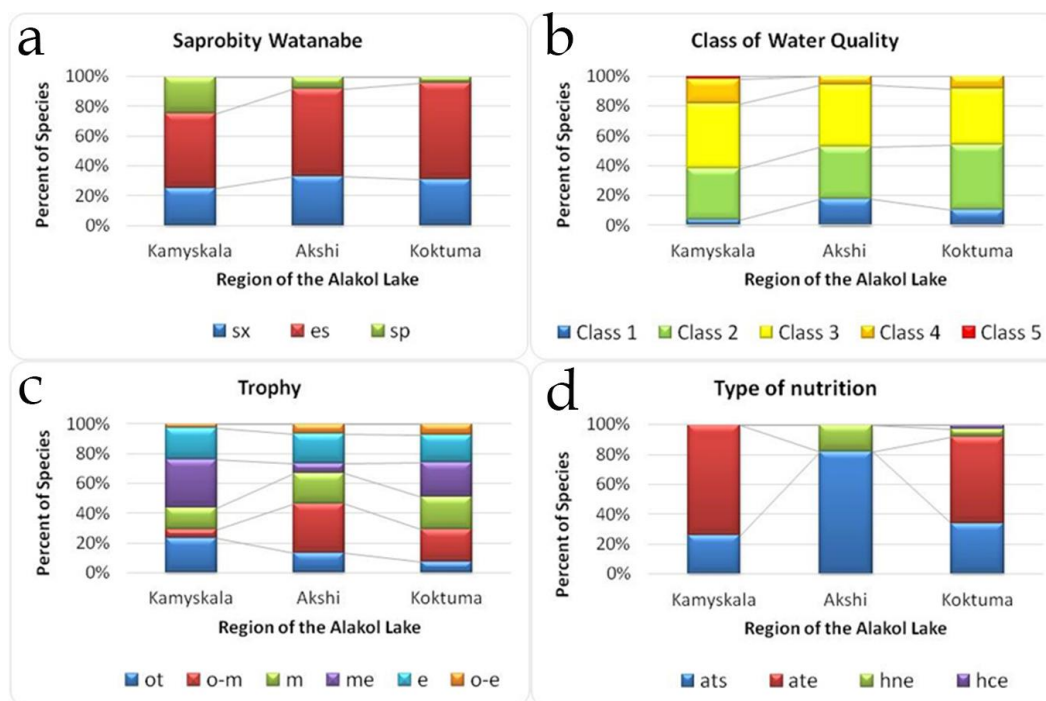 a
Saprobity Watanabe
Percent of Species
100%
80%
60%
40%
20%
0%
Kamyskala Akshi Koktuma
Region of the Alakol Lake
sx es sp
b
Class of Water Quality
Percent of Species
100%
80%
60%
40%
20%
0%
Kamyskala Akshi Koktuma
Region of the Alakol Lake
Class 1 Class 2 Class 3 Class 4 Class 5
c
Trophy
Percent of Species
100%
80%
60%
40%
20%
0%
Kamyskala Akshi Koktuma
Region of the Alakol Lake
ot o-m m me e o-e
d
Type of nutrition
Percent of Species
100%
80%
60%
40%
20%
0%
Kamyskala Akshi Koktuma
Region of the Alakol Lake
ats ate hne hce